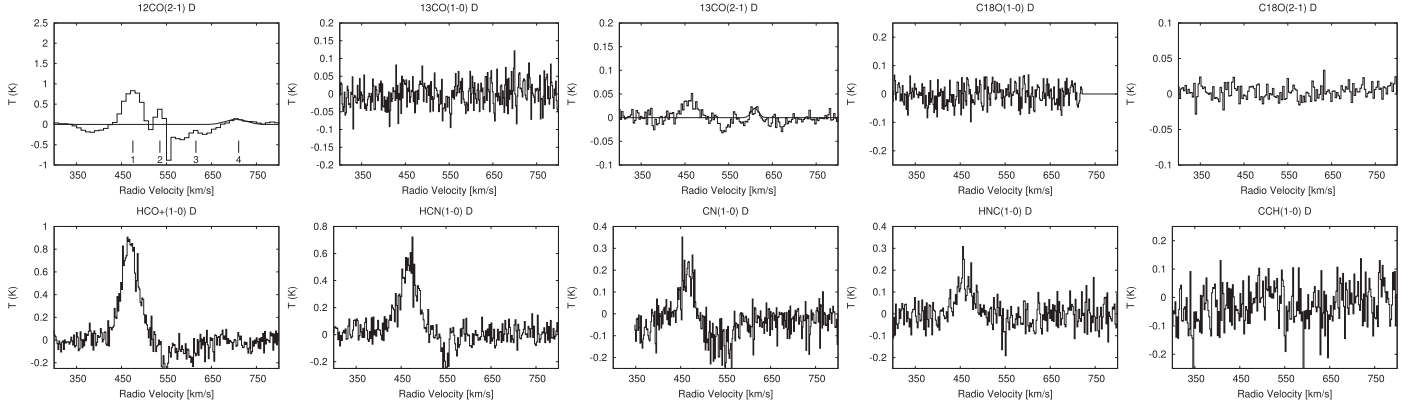 12CO(2-1) D
13CO(1-0) D
13CO(2-1) D
C18O(1-0) D
C18O(2-1) D
T (K)
2.5
2
1.5
1
0.5
0
-0.5
-1
1 2 3 4
350 450 550 650 750
Radio Velocity [km/s]
T (K)
0.2
0.15
0.1
0.05
0
-0.05
-0.1
-0.15
-0.2
350 450 550 650 750
Radio Velocity [km/s]
T (K)
0.2
0.15
0.1
0.05
0
-0.05
-0.1
350 450 550 650 750
Radio Velocity [km/s]
T (K)
0.2
0.1
0
-0.1
-0.2
350 450 550 650 750
Radio Velocity [km/s]
T (K)
0.1
0.05
0
-0.05
-0.1
350 450 550 650 750
Radio Velocity [km/s]
HCO+(1-0) D
HCN(1-0) D
CN(1-0) D
HNC(1-0) D
CCH(1-0) D
T (K)
1
0.8
0.6
0.4
0.2
0
-0.2
350 450 550 650 750
Radio Velocity [km/s]
T (K)
0.8
0.6
0.4
0.2
0
-0.2
350 450 550 650 750
Radio Velocity [km/s]
T (K)
0.4
0.3
0.2
0.1
0
-0.1
-0.2
350 450 550 650 750
Radio Velocity [km/s]
T (K)
0.4
0.3
0.2
0.1
0
-0.1
-0.2
350 450 550 650 750
Radio Velocity [km/s]
T (K)
0.2
0.1
0
-0.1
-0.2
350 450 550 650 750
Radio Velocity [km/s]